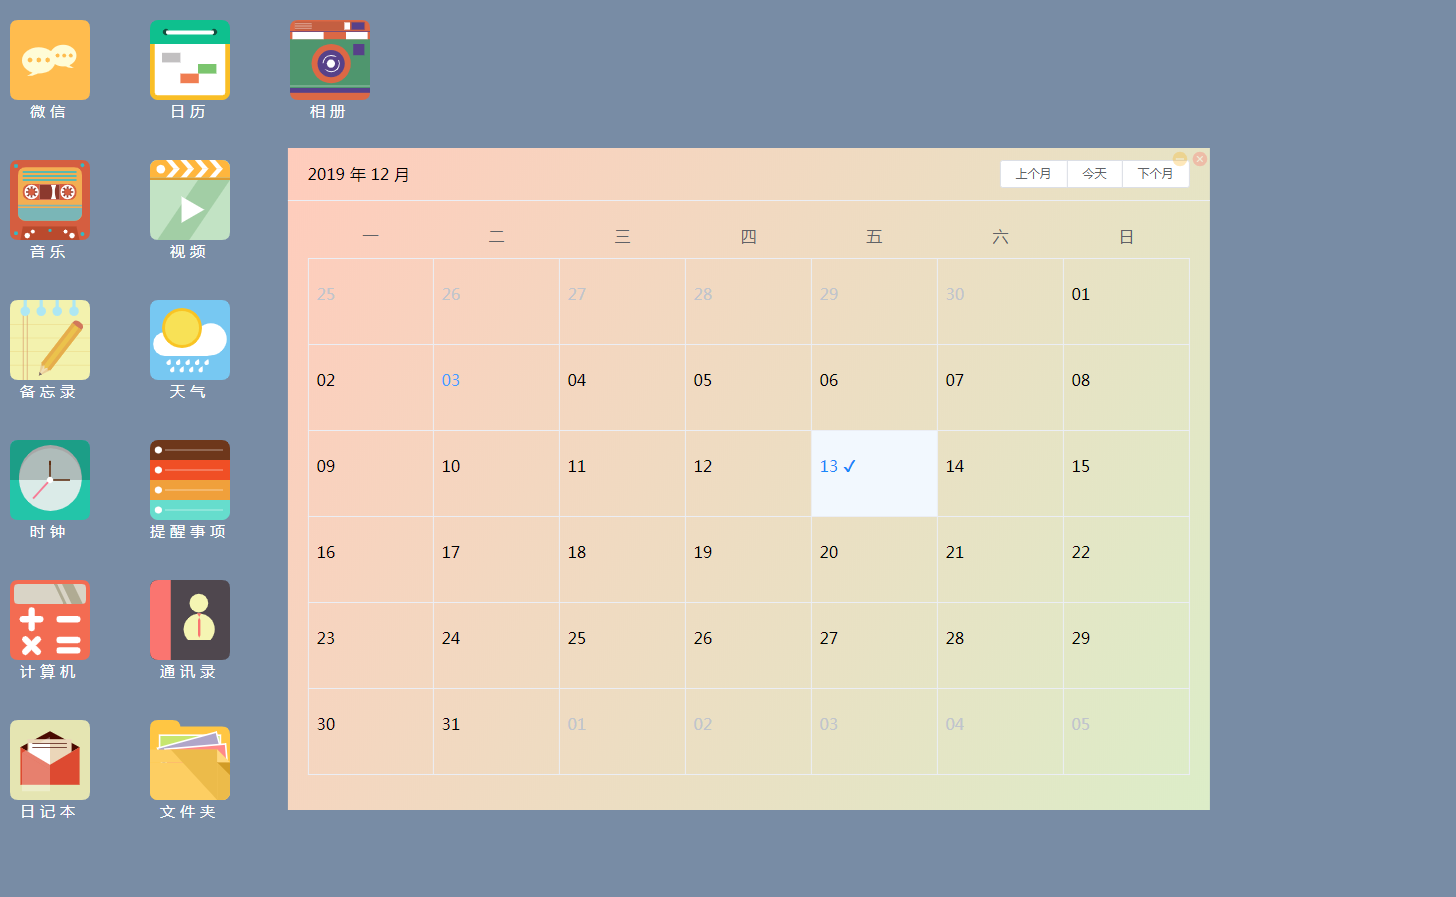 微信 日历 相册
音乐 视频
备忘录 天气
时钟 提醒事项
计算机 通讯录
日记本 文件夹
2019 年 12 月 上个月 今天 下个月
一 二 三 四 五 六 日
25 26 27 28 29 30 01
02 03 04 05 06 07 08
09 10 11 12 13 ✔ 14 15
16 17 18 19 20 21 22
23 24 25 26 27 28 29
30 31 01 02 03 04 05